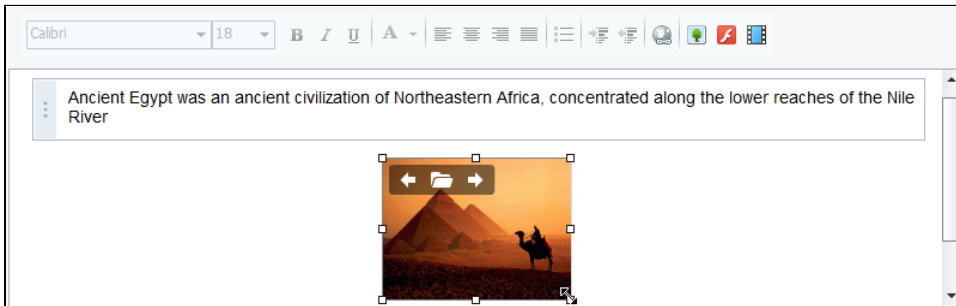 Calibri 18 B I U A
Ancient Egypt was an ancient civilization of Northeastern Africa, concentrated along the lower reaches of the Nile
River